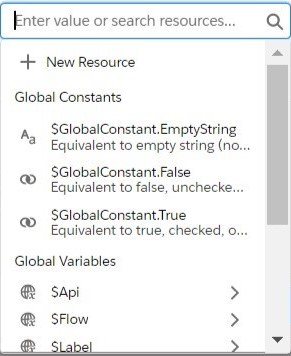 Enter value or search resources...
New Resource
Global Constants
Aa $GlobalConstant.EmptyString
Equivalent to empty string (no...
$GlobalConstant.False
Equivalent to false, unchecke...
$GlobalConstant.True
Equivalent to true, checked, o...
Global Variables
$Api
$Flow
$Label